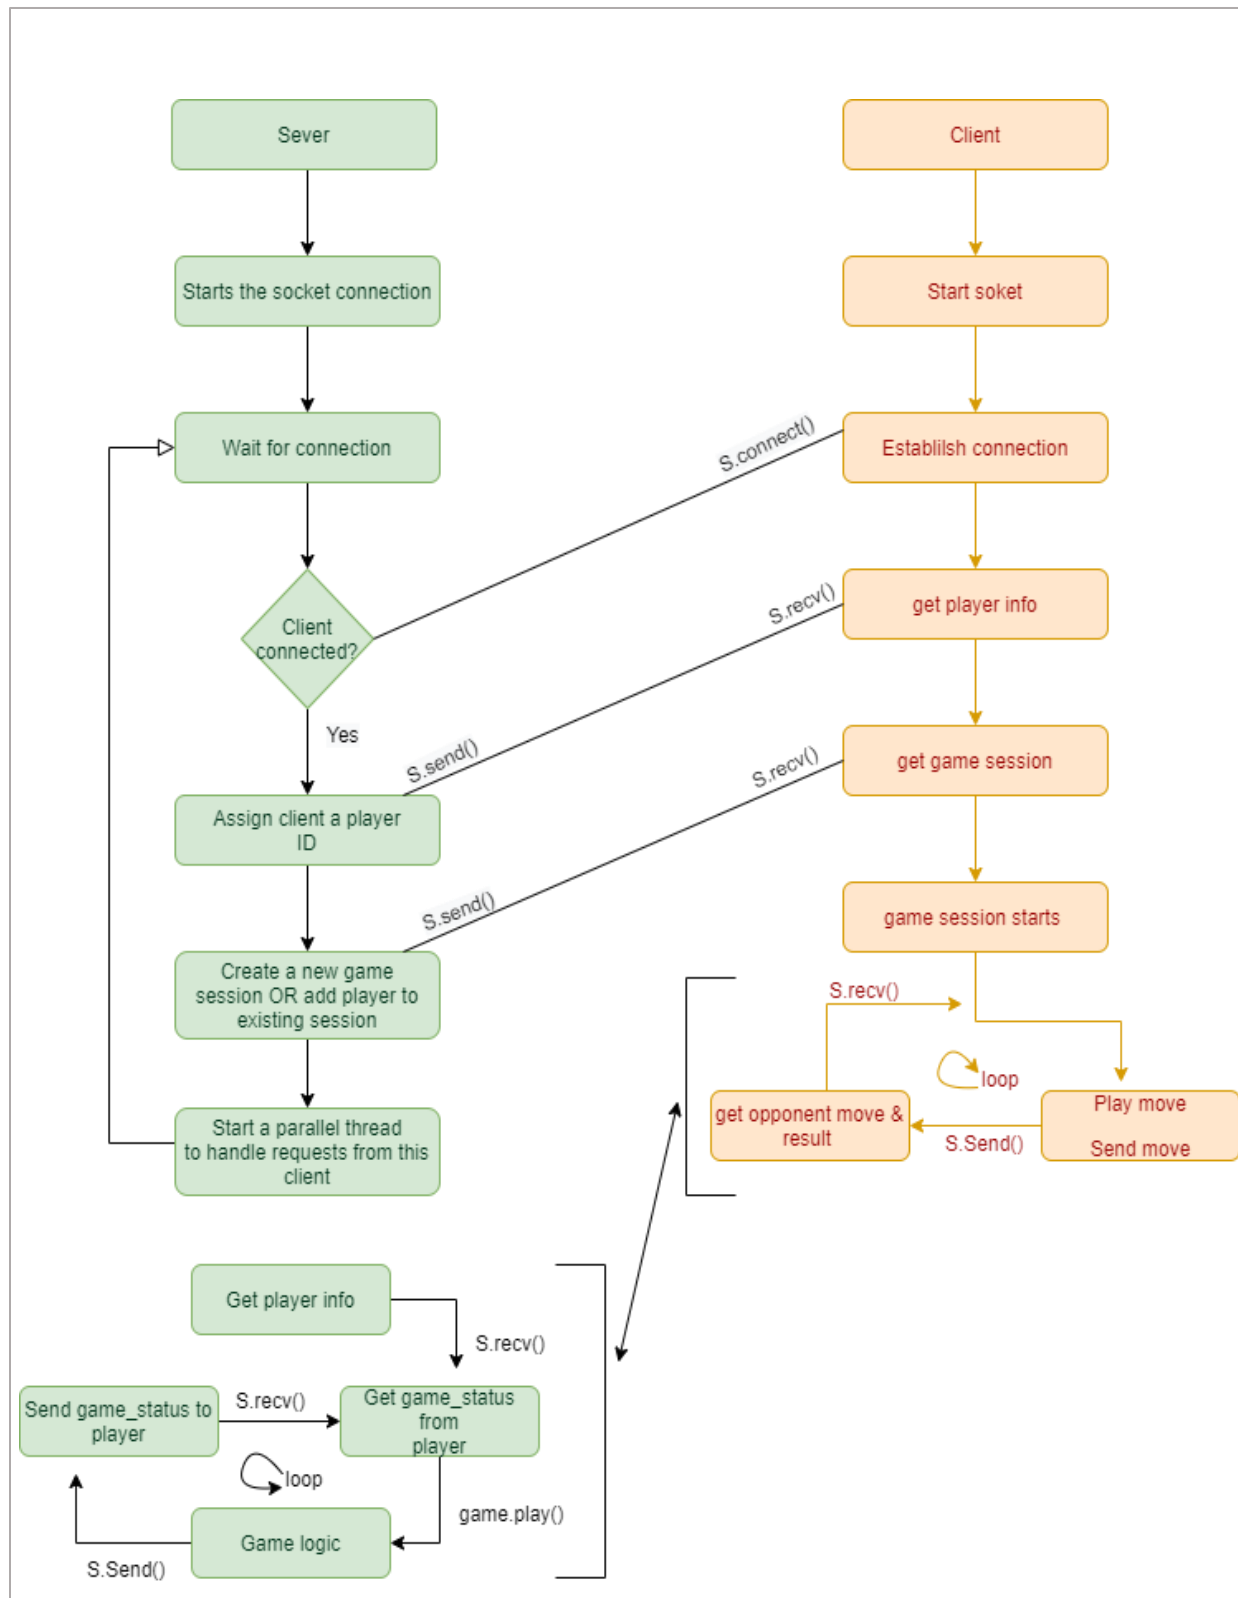 Sever
Client
Starts the socket connection
Start soket
Wait for connection
S.connect()
Establilsh connection
Client
connected?
S.recv()
get player info
Yes
S.send()
S.recv()
get game session
Assign client a player
ID
S.send()
game session starts
Create a new game
session OR add player to
existing session
S.recv()
loop
Start a parallel thread
to handle requests from this
client
get opponent move &
result
S.Send()
Play move
Send move
Get player info
S.recv()
Send game_status to
player
S.recv()
Get game_status
from
player
loop
game.play()
Game logic
S.Send()